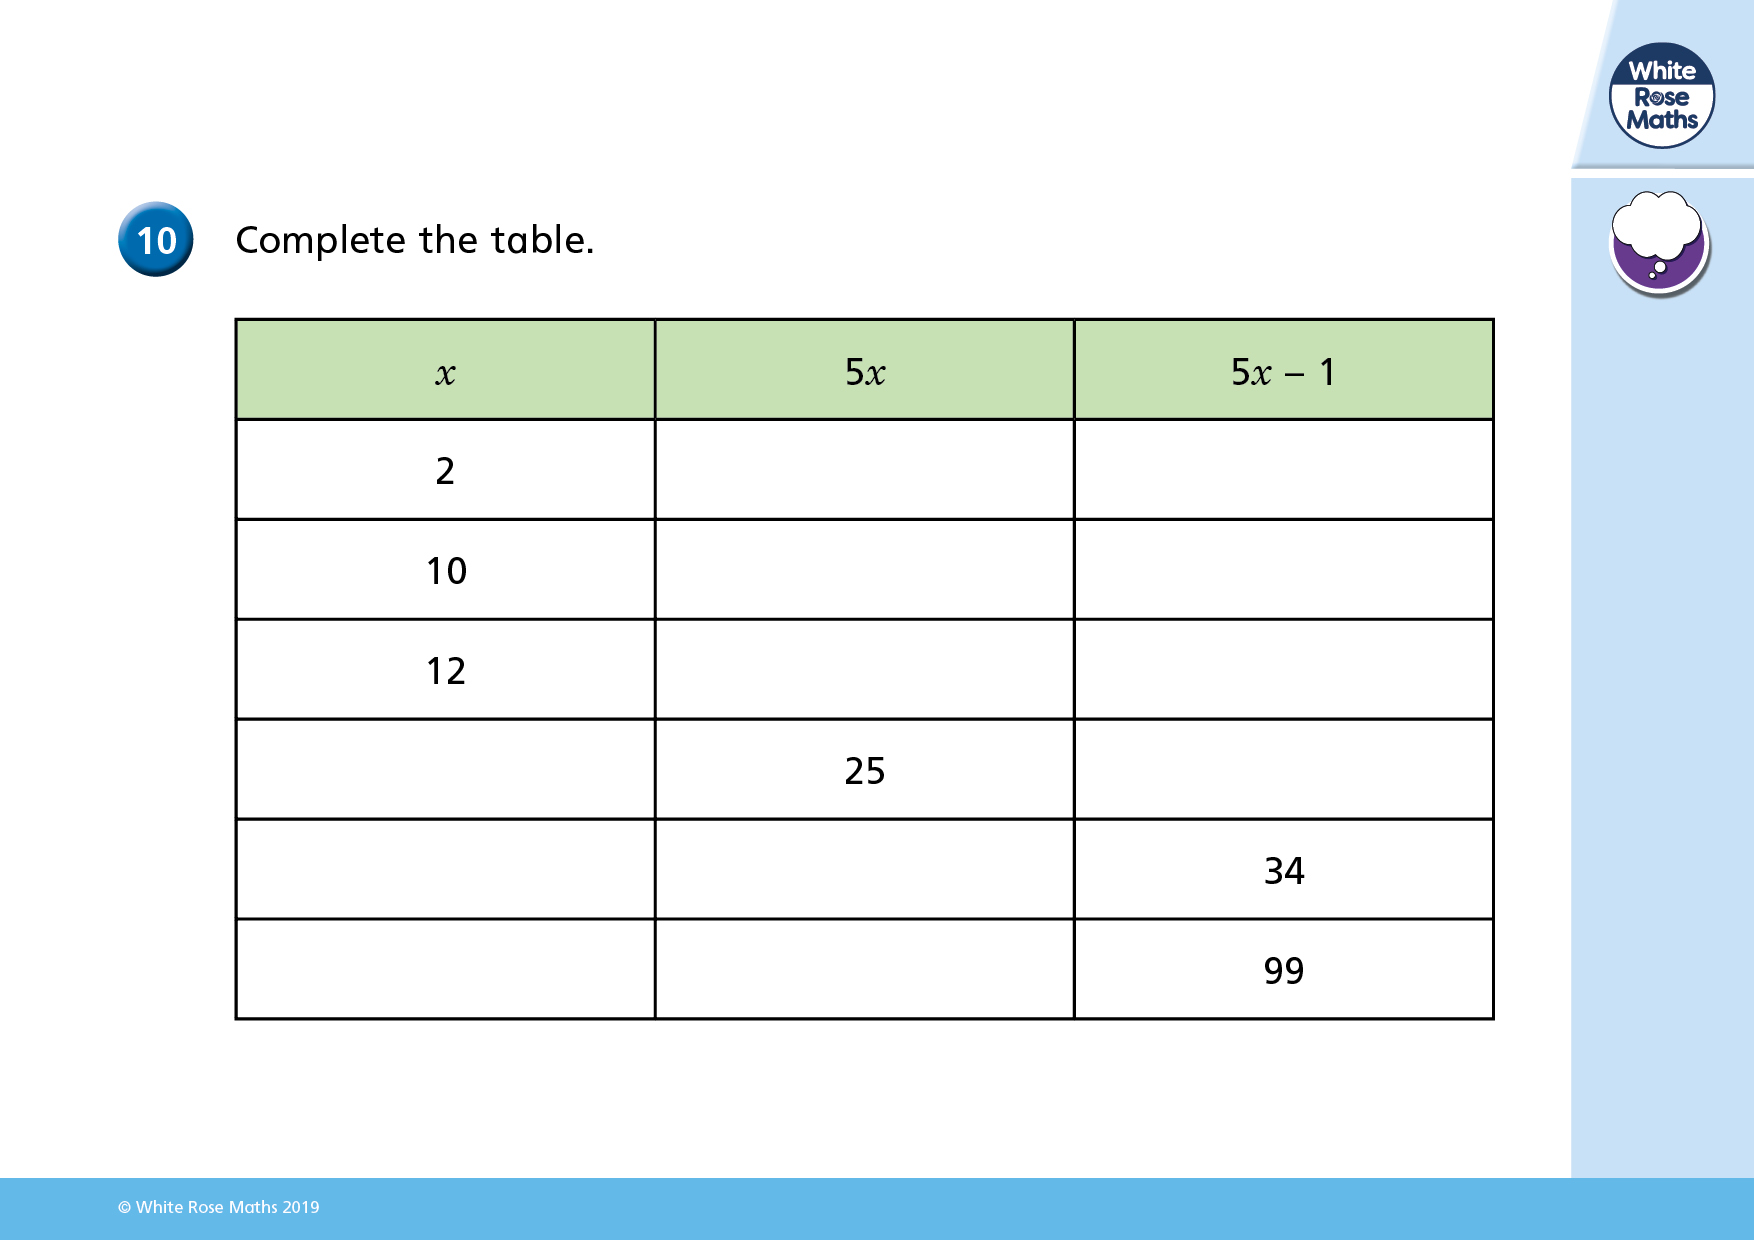 White
Rose
Maths
10 Complete the table.
x 5x 5x – 1
2
10
12
25
34
99
© White Rose Maths 2019